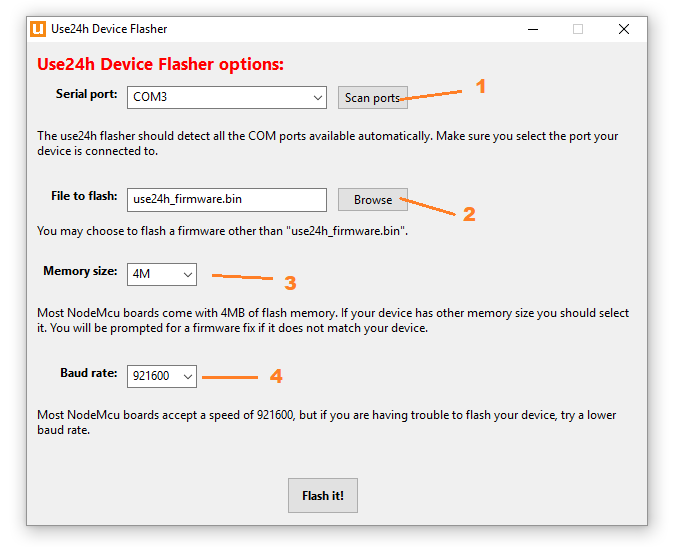 U Use24h Device Flasher
Use24h Device Flasher options:
Serial port: COM3 Scan ports 1
The use24h flasher should detect all the COM ports available automatically. Make sure you select the port your
device is connected to.
File to flash: use24h_firmware.bin Browse 2
You may choose to flash a firmware other than "use24h_firmware.bin".
Memory size: 4M 3
Most NodeMcu boards come with 4MB of flash memory. If your device has other memory size you should select
it. You will be prompted for a firmware fix if it does not match your device.
Baud rate: 921600 4
Most NodeMcu boards accept a speed of 921600, but if you are having trouble to flash your device, try a lower
baud rate.
Flash it!